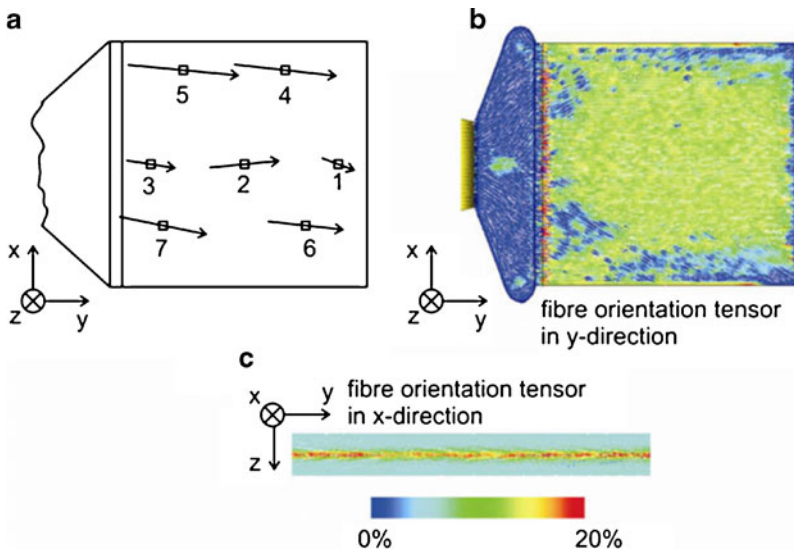 a
5
4
3
2
1
7
6
x
z
y
b
x
z
y
fibre orientation tensor
in y-direction
c
x
y
z
fibre orientation tensor
in x-direction
0%
20%